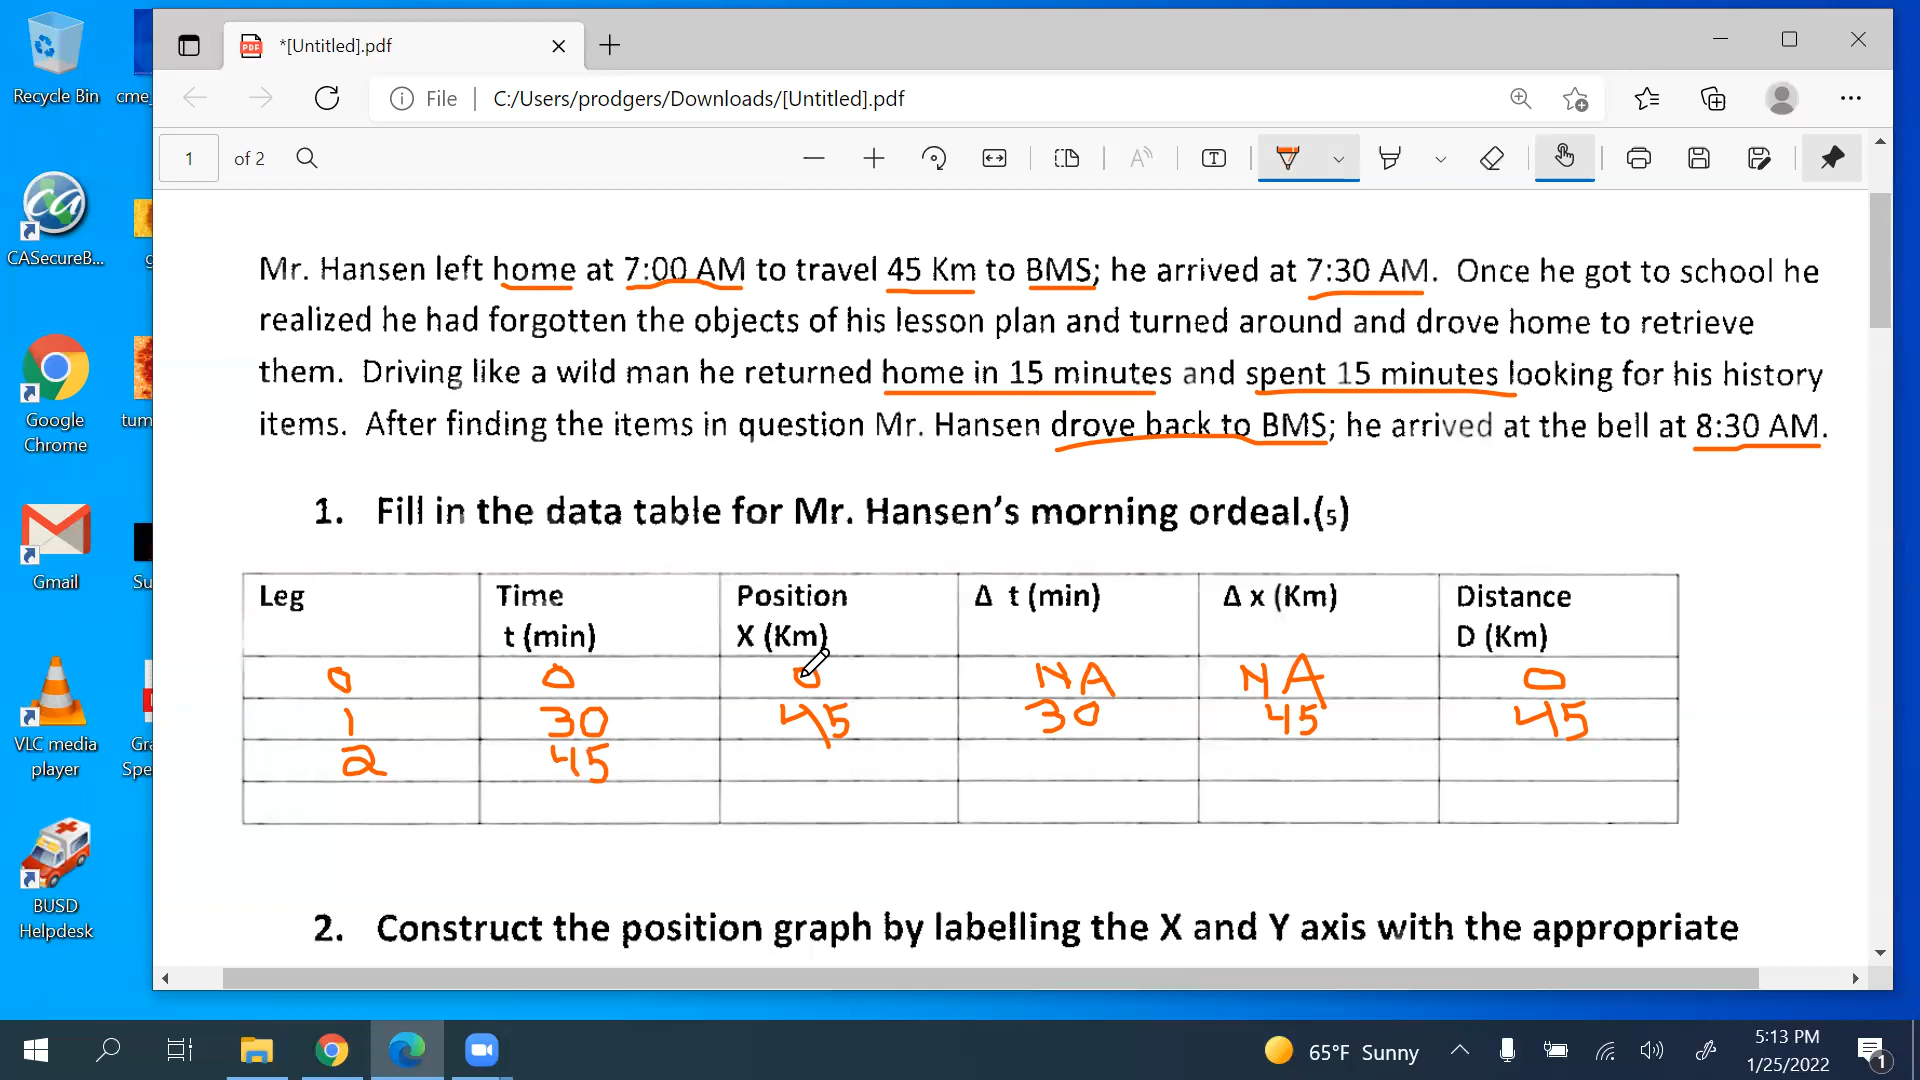 Recycle Bin
cme_
CASecureB...
g
Google
Chrome
tum
Gmail
Su
VLC media
player
Gra
Spe
BUSD
Helpdesk
*[Untitled].pdf
File
C:/Users/prodgers/Downloads/[Untitled].pdf
1 of 2
Mr. Hansen left home at 7:00 AM to travel 45 Km to BMS; he arrived at 7:30 AM. Once he got to school he
realized he had forgotten the objects of his lesson plan and turned around and drove home to retrieve
them. Driving like a wild man he returned home in 15 minutes and spent 15 minutes looking for his history
items. After finding the items in question Mr. Hansen drove back to BMS; he arrived at the bell at 8:30 AM.
1. Fill in the data table for Mr. Hansen’s morning ordeal.(5)
Leg Time Position Δ t (min) Δ x (Km) Distance
t (min) X (Km) D (Km)
0 0 0 NA NA 0
1 30 45 30 45 45
2 45
2. Construct the position graph by labelling the X and Y axis with the appropriate
65°F Sunny
5:13 PM
1/25/2022
1